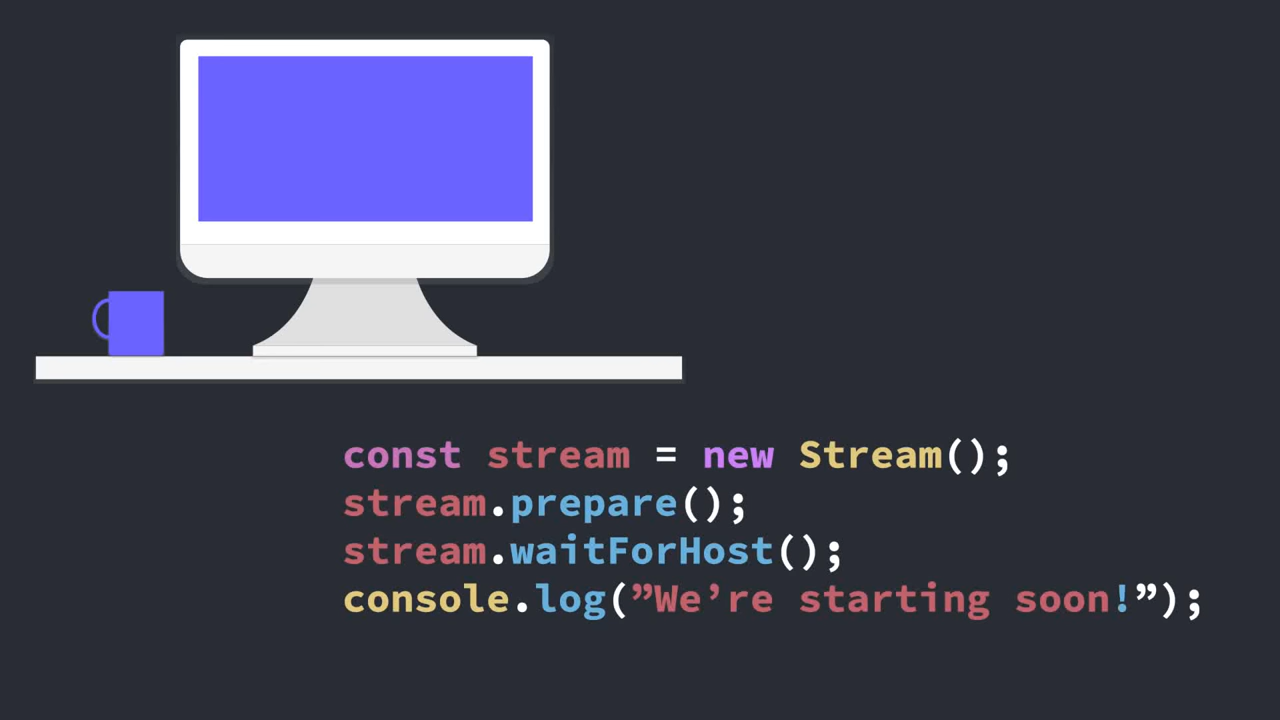 const stream = new Stream();
stream.prepare();
stream.waitForHost();
console.log(”We’re starting soon!”);